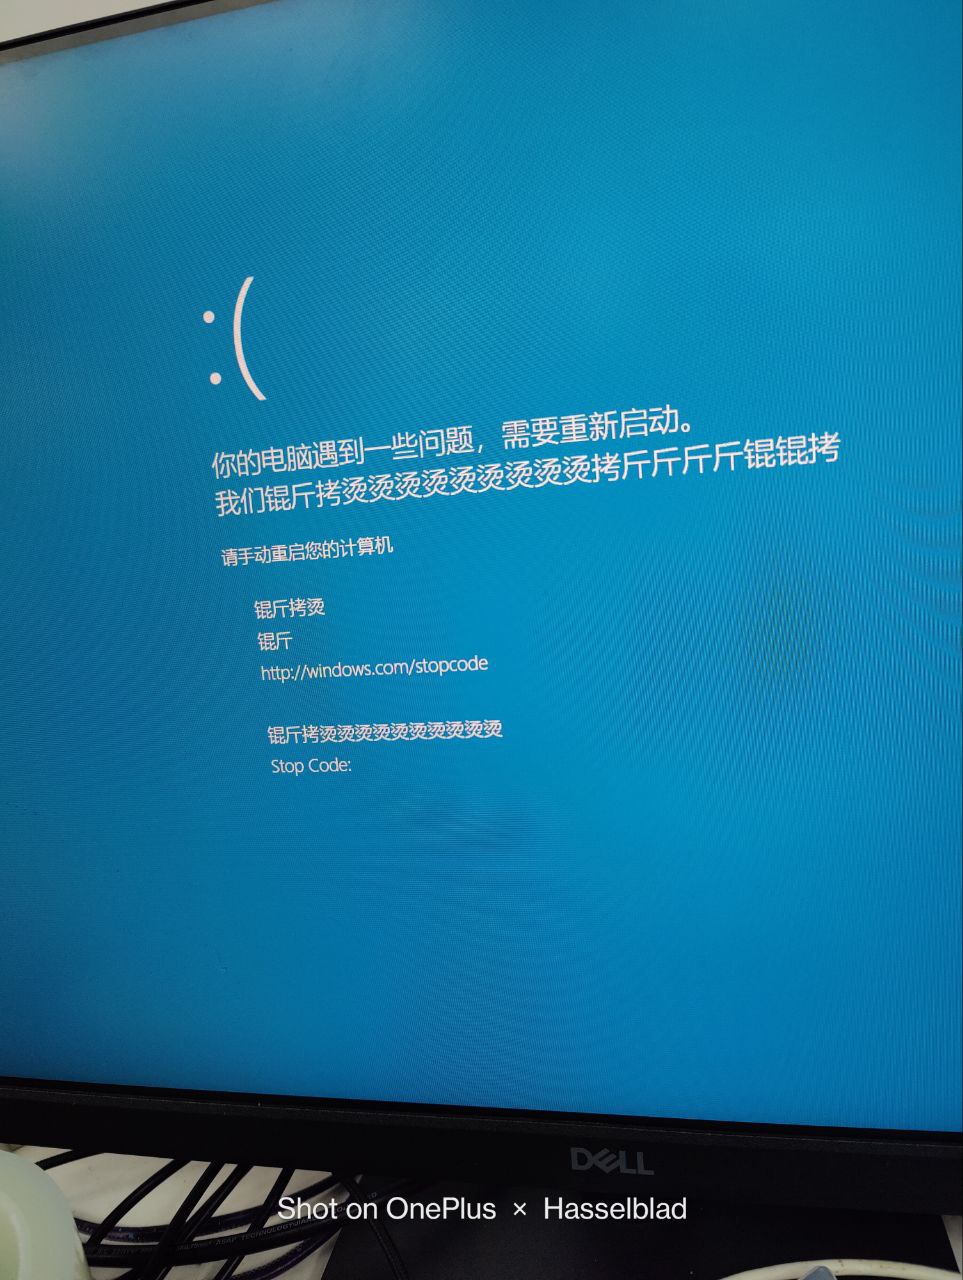 :(
你的电脑遇到一些问题，需要重新启动。
我们锟斤拷烫烫烫烫烫烫烫烫烫拷斤斤斤斤锟锟拷
请手动重启您的计算机
锟斤拷烫
锟斤
http://windows.com/stopcode
锟斤拷烫烫烫烫烫烫烫烫烫烫
Stop Code:
DELL
Shot on OnePlus × Hasselblad